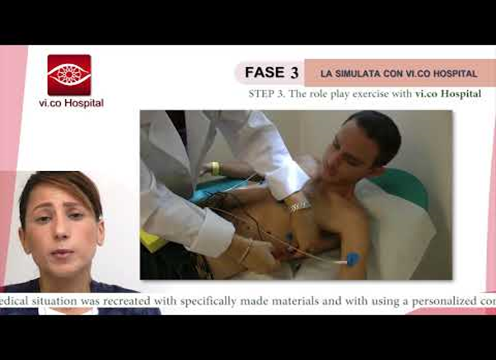 FASE 3
LA SIMULATA CON VI.CO HOSPITAL
STEP 3. The role play exercise with vi.co Hospital
vi.co Hospital
edical situation was recreated with specifically made materials and with using a personalized con